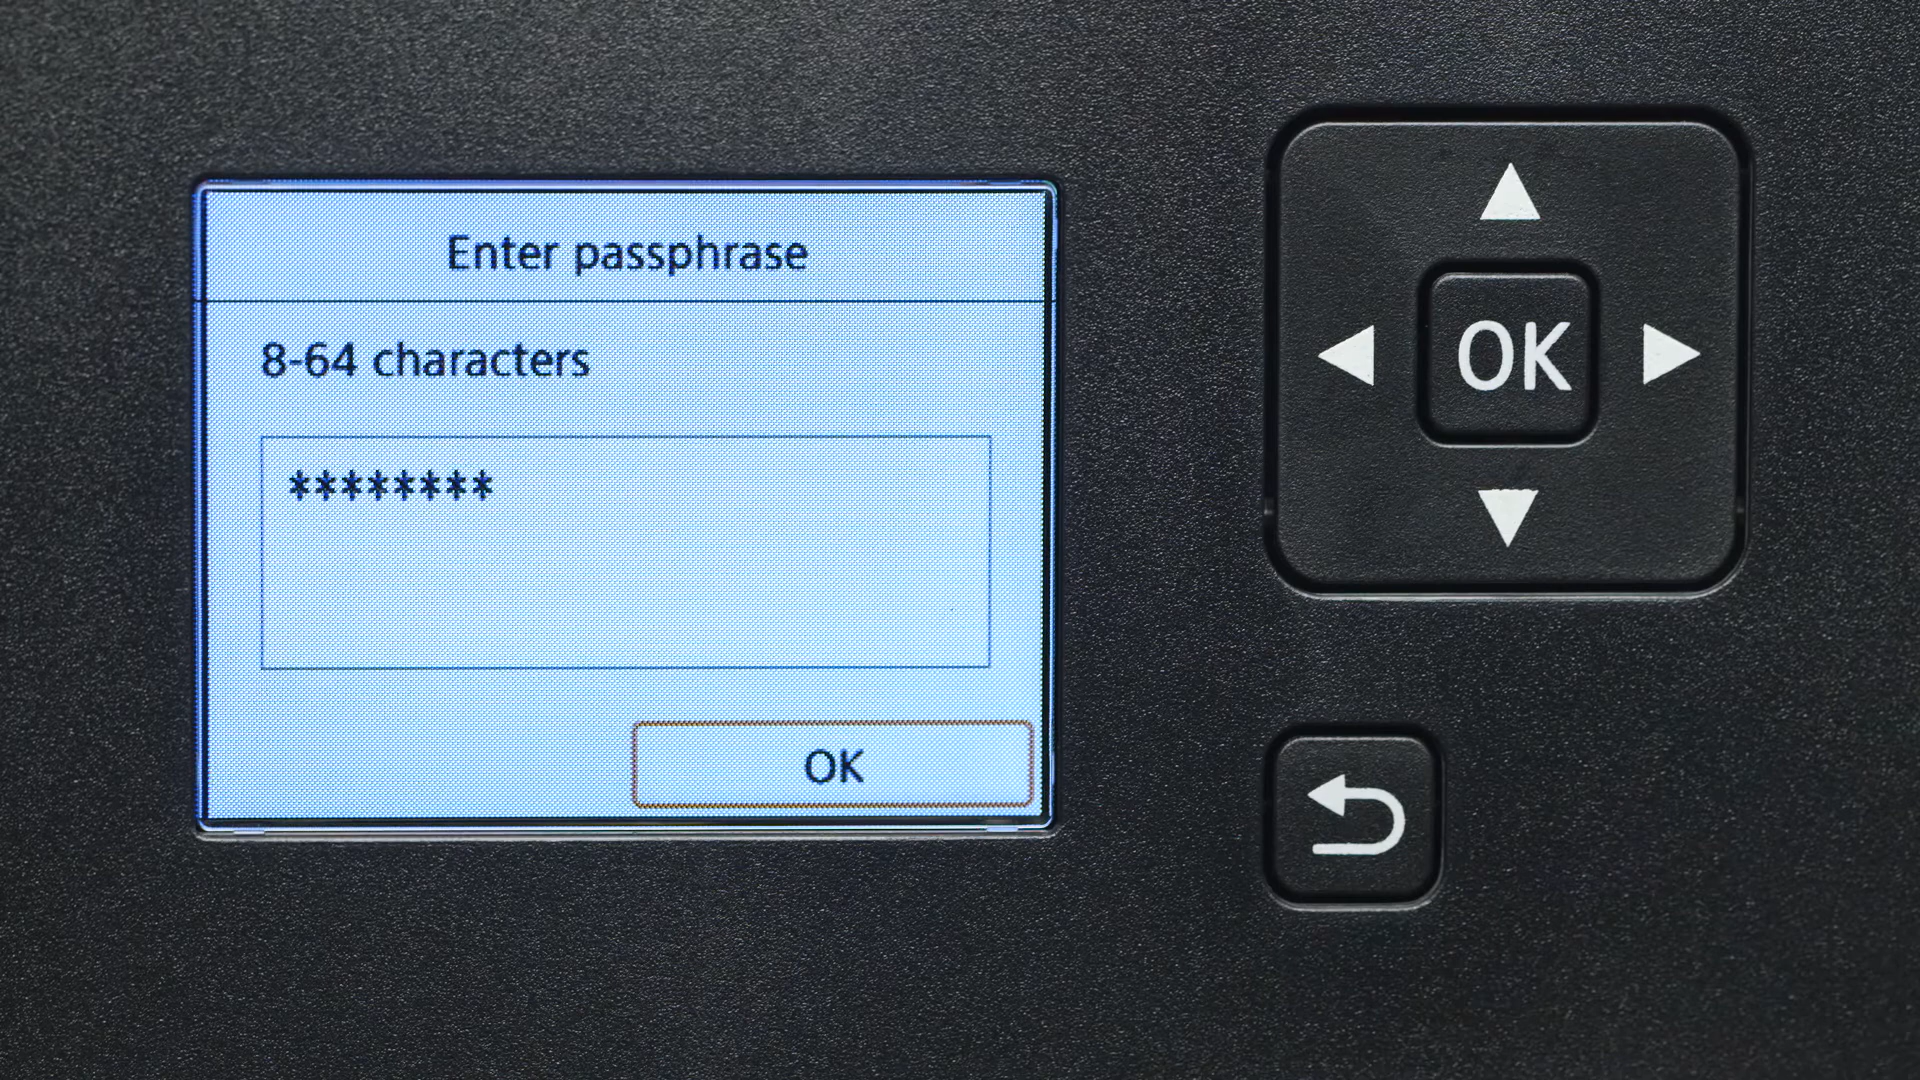 Enter passphrase
8-64 characters
********
OK
OK